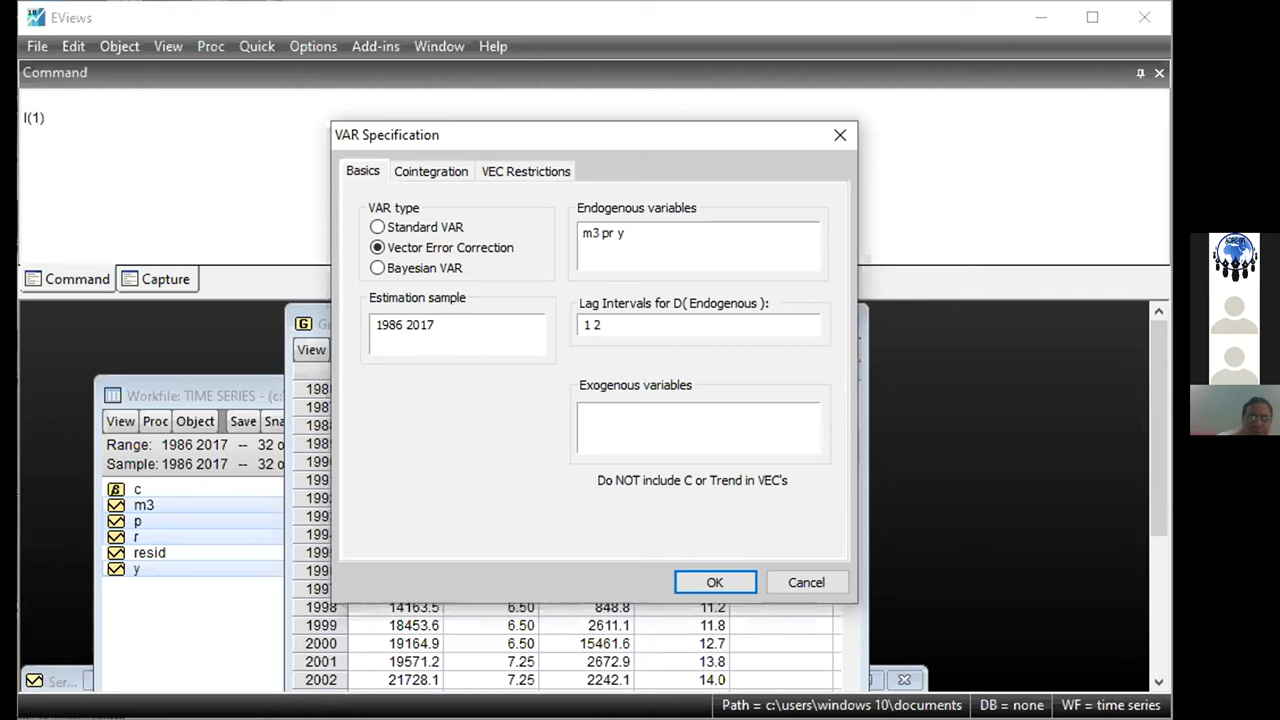 EViews
File Edit Object View Proc Quick Options Add-ins Window Help
Command
I(1)
VAR Specification
Basics Cointegration VEC Restrictions
VAR type
Standard VAR
Vector Error Correction
Bayesian VAR
Estimation sample
1986 2017
Endogenous variables
m3 pr y
Lag Intervals for D( Endogenous ):
1 2
Exogenous variables
Do NOT include C or Trend in VEC's
OK Cancel
Command Capture
Workfile: TIME SERIES - (c:
View Proc Object Save Sna
Range: 1986 2017 -- 32 o
Sample: 1986 2017 -- 32 o
c
m3
p
r
resid
y
G
View
1998 14163.5 6.50 848.8 11.2
1999 18453.6 6.50 2611.1 11.8
2000 19164.9 6.50 15461.6 12.7
2001 19571.2 7.25 2672.9 13.8
2002 21728.1 7.25 2242.1 14.0
Ser...
Path = c:\users\windows 10\documents DB = none WF = time series